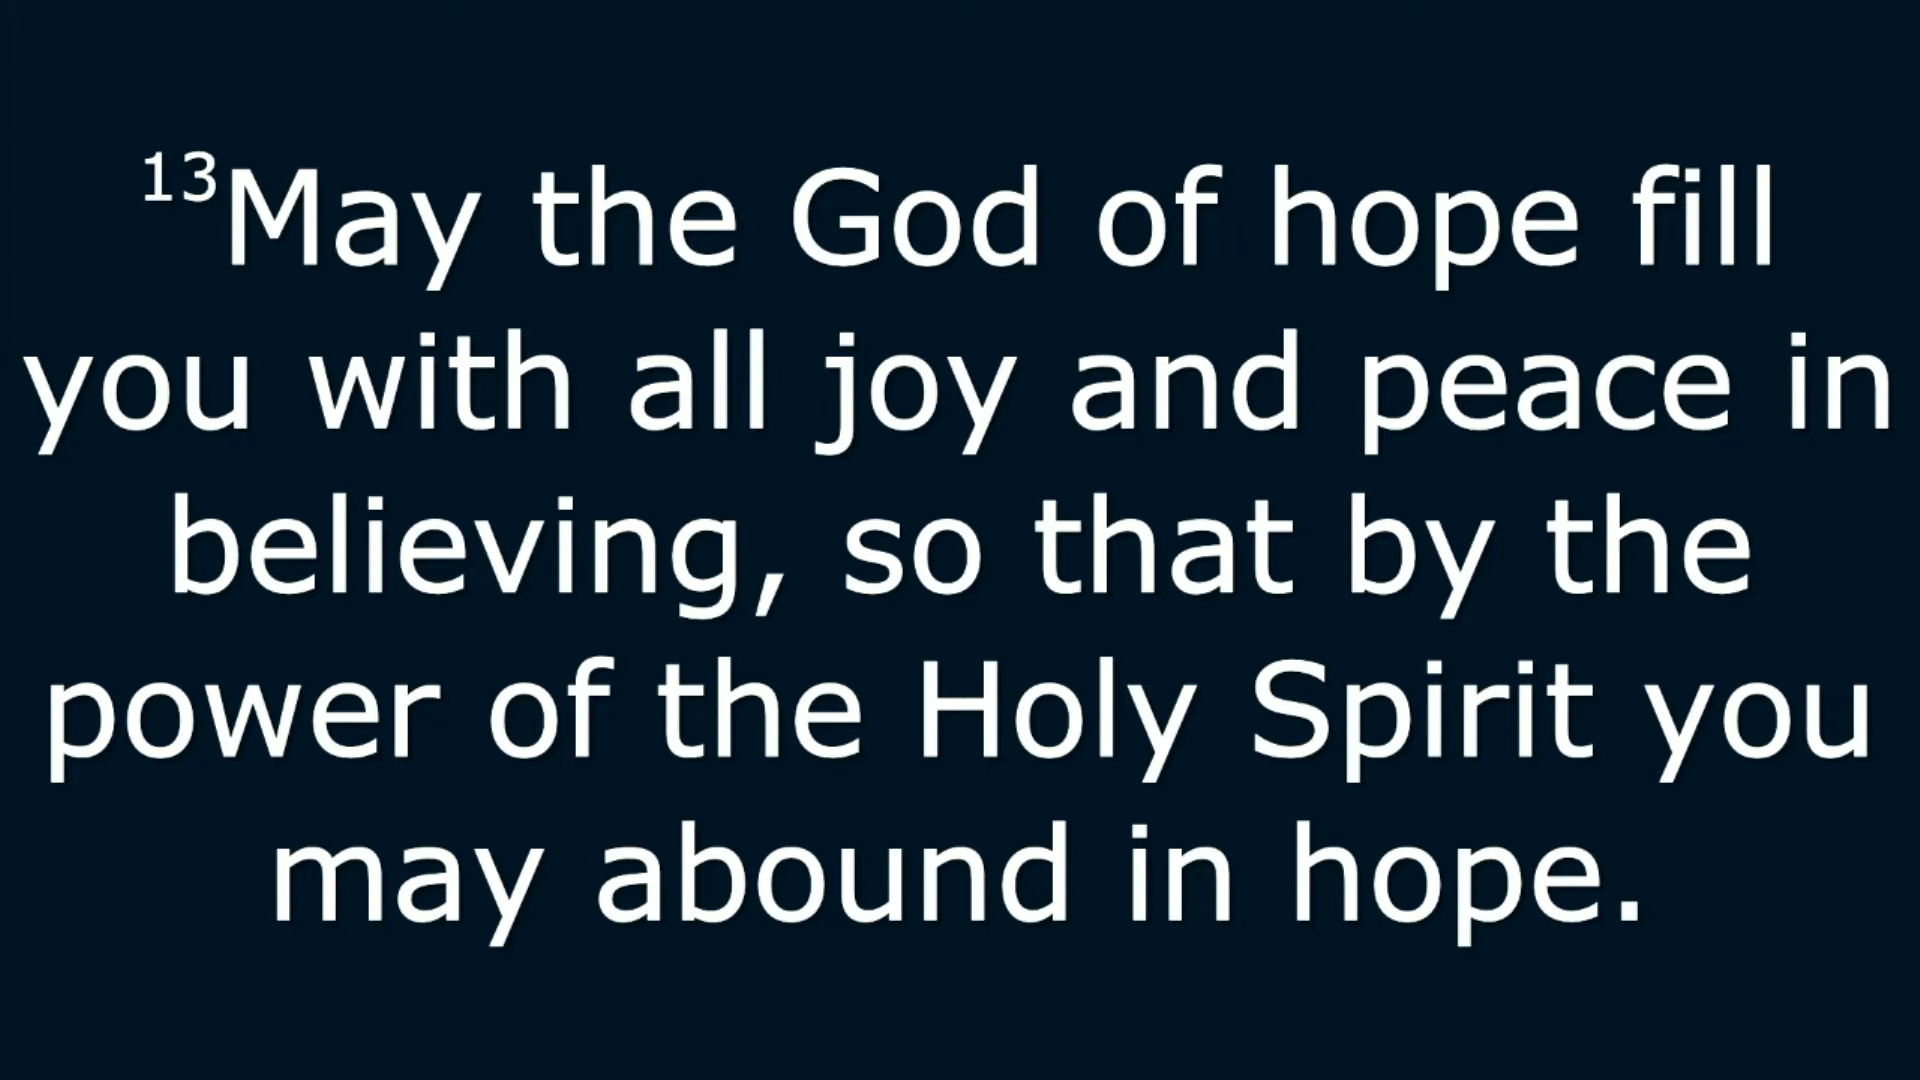 13May the God of hope fill
you with all joy and peace in
believing, so that by the
power of the Holy Spirit you
may abound in hope.